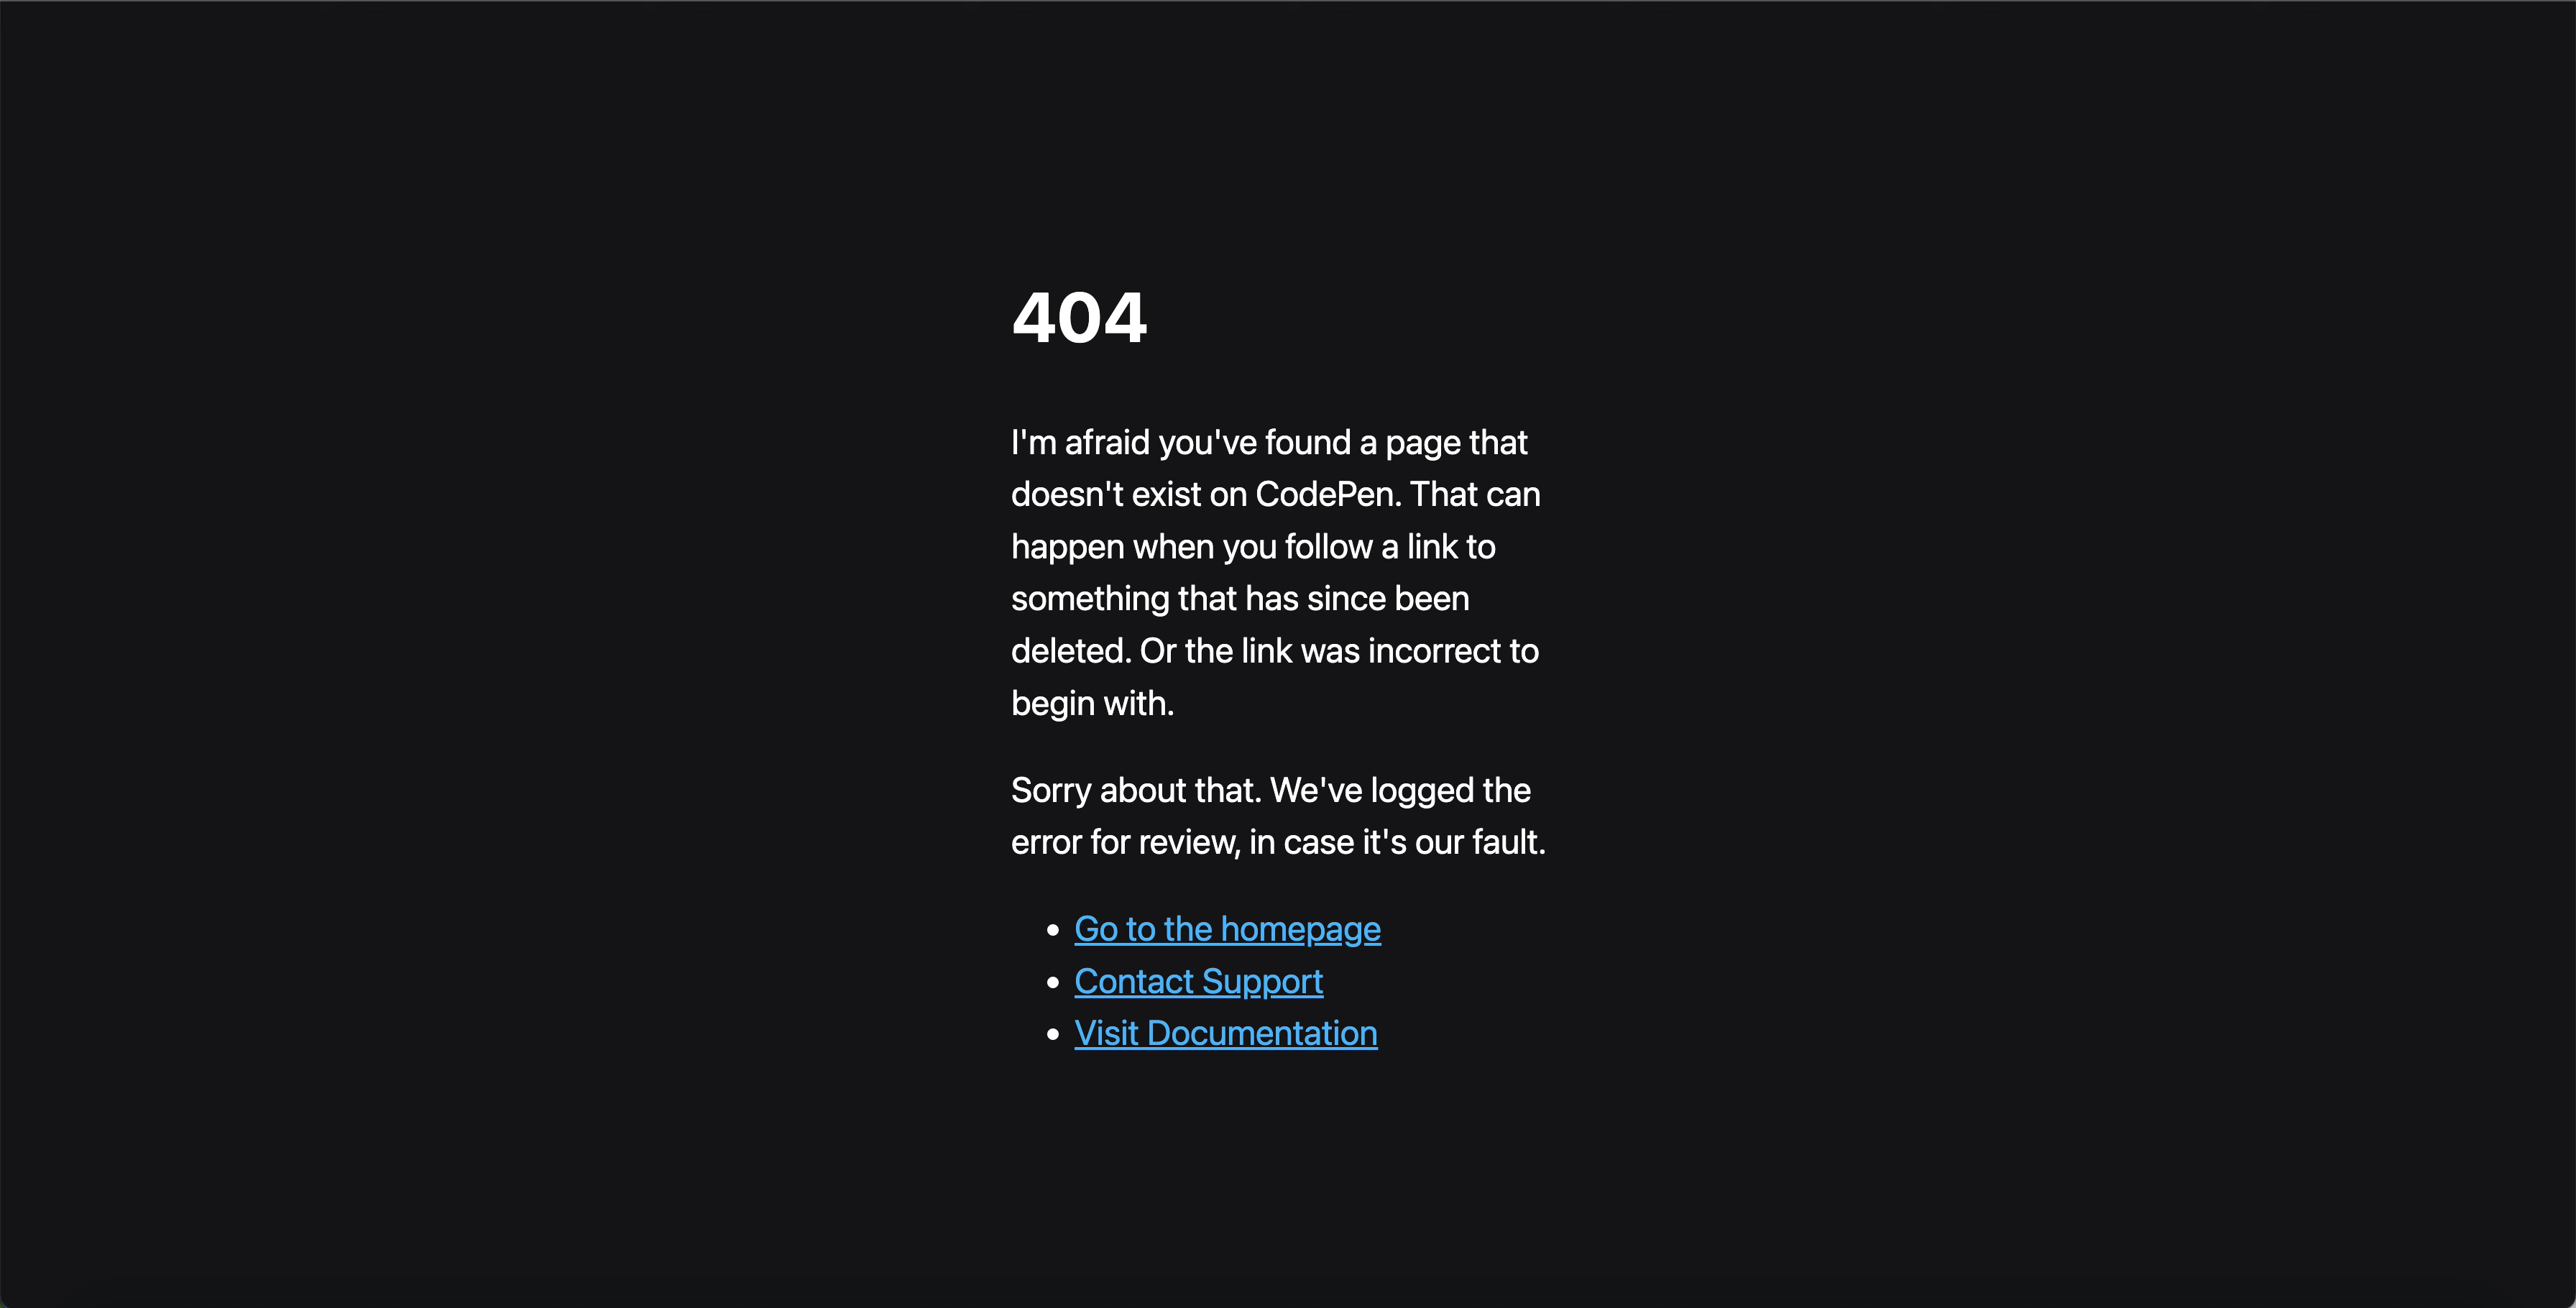 404
I'm afraid you've found a page that
doesn't exist on CodePen. That can
happen when you follow a link to
something that has since been
deleted. Or the link was incorrect to
begin with.
Sorry about that. We've logged the
error for review, in case it's our fault.
• Go to the homepage
• Contact Support
• Visit Documentation